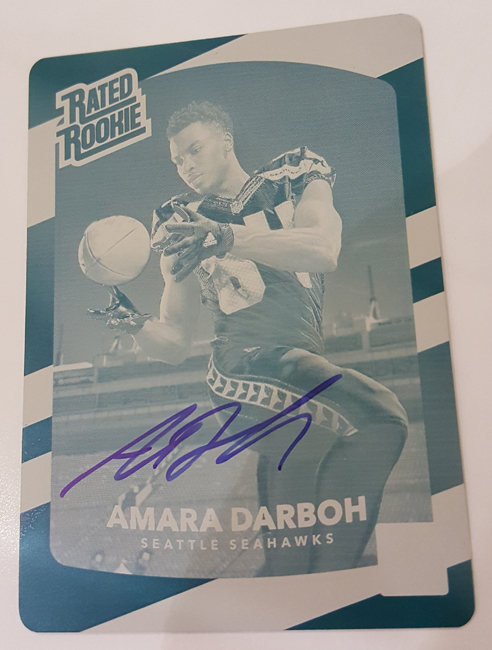 RATED
ROOKIE
AMARA DARBOH
SEATTLE SEAHAWKS